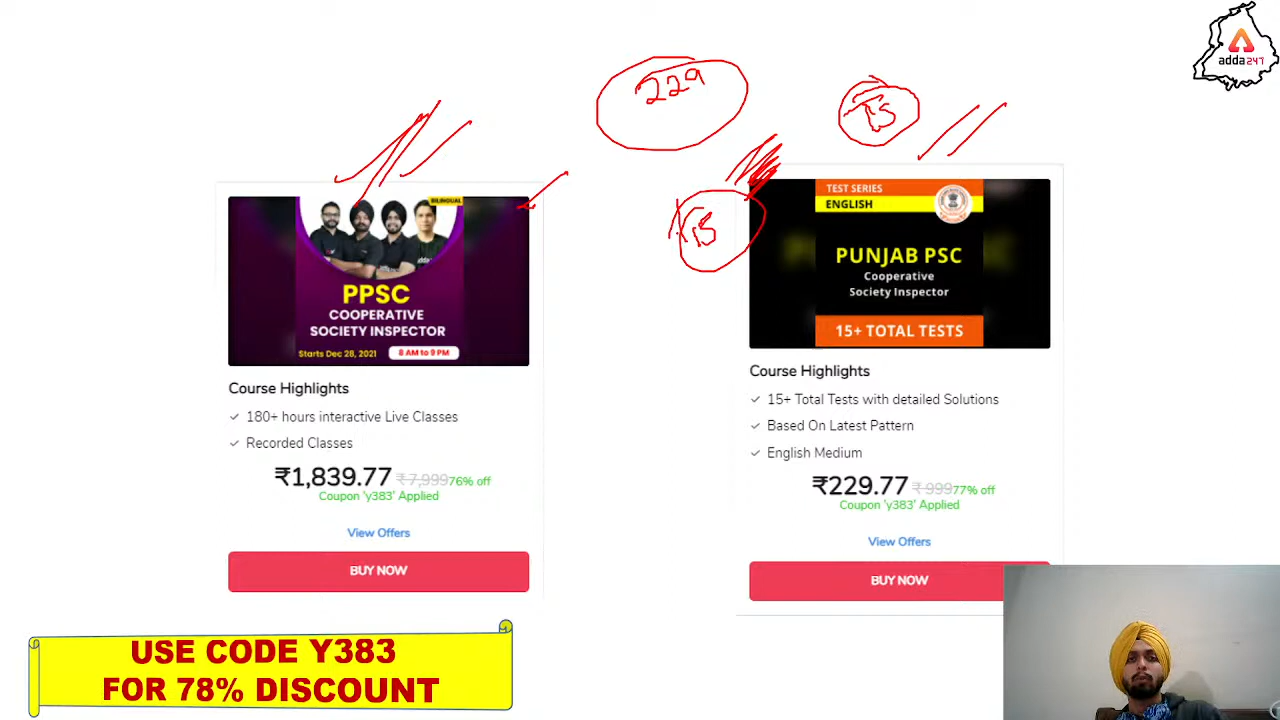 adda247
229
TS
15
BILINGUAL
PPSC
COOPERATIVE
SOCIETY INSPECTOR
Starts Dec 28, 2021
8 AM to 9 PM
Course Highlights
180+ hours interactive Live Classes
Recorded Classes
₹1,839.77 ₹ 7,999 76% off
Coupon 'y383' Applied
View Offers
BUY NOW
TEST SERIES
ENGLISH
PUNJAB PSC
Cooperative
Society Inspector
15+ TOTAL TESTS
Course Highlights
15+ Total Tests with detailed Solutions
Based On Latest Pattern
English Medium
₹229.77 ₹ 999 77% off
Coupon 'y383' Applied
View Offers
BUY NOW
USE CODE Y383
FOR 78% DISCOUNT